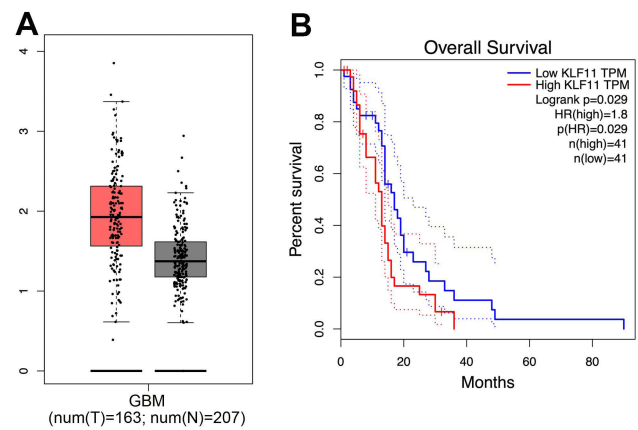 A
4
3
2
1
0
GBM
(num(T)=163; num(N)=207)
B
Overall Survival
Low KLF11 TPM
High KLF11 TPM
Logrank p=0.029
HR(high)=1.8
p(HR)=0.029
n(high)=41
n(low)=41
Percent survival
1.0
0.8
0.6
0.4
0.2
0.0
0 20 40 60 80
Months